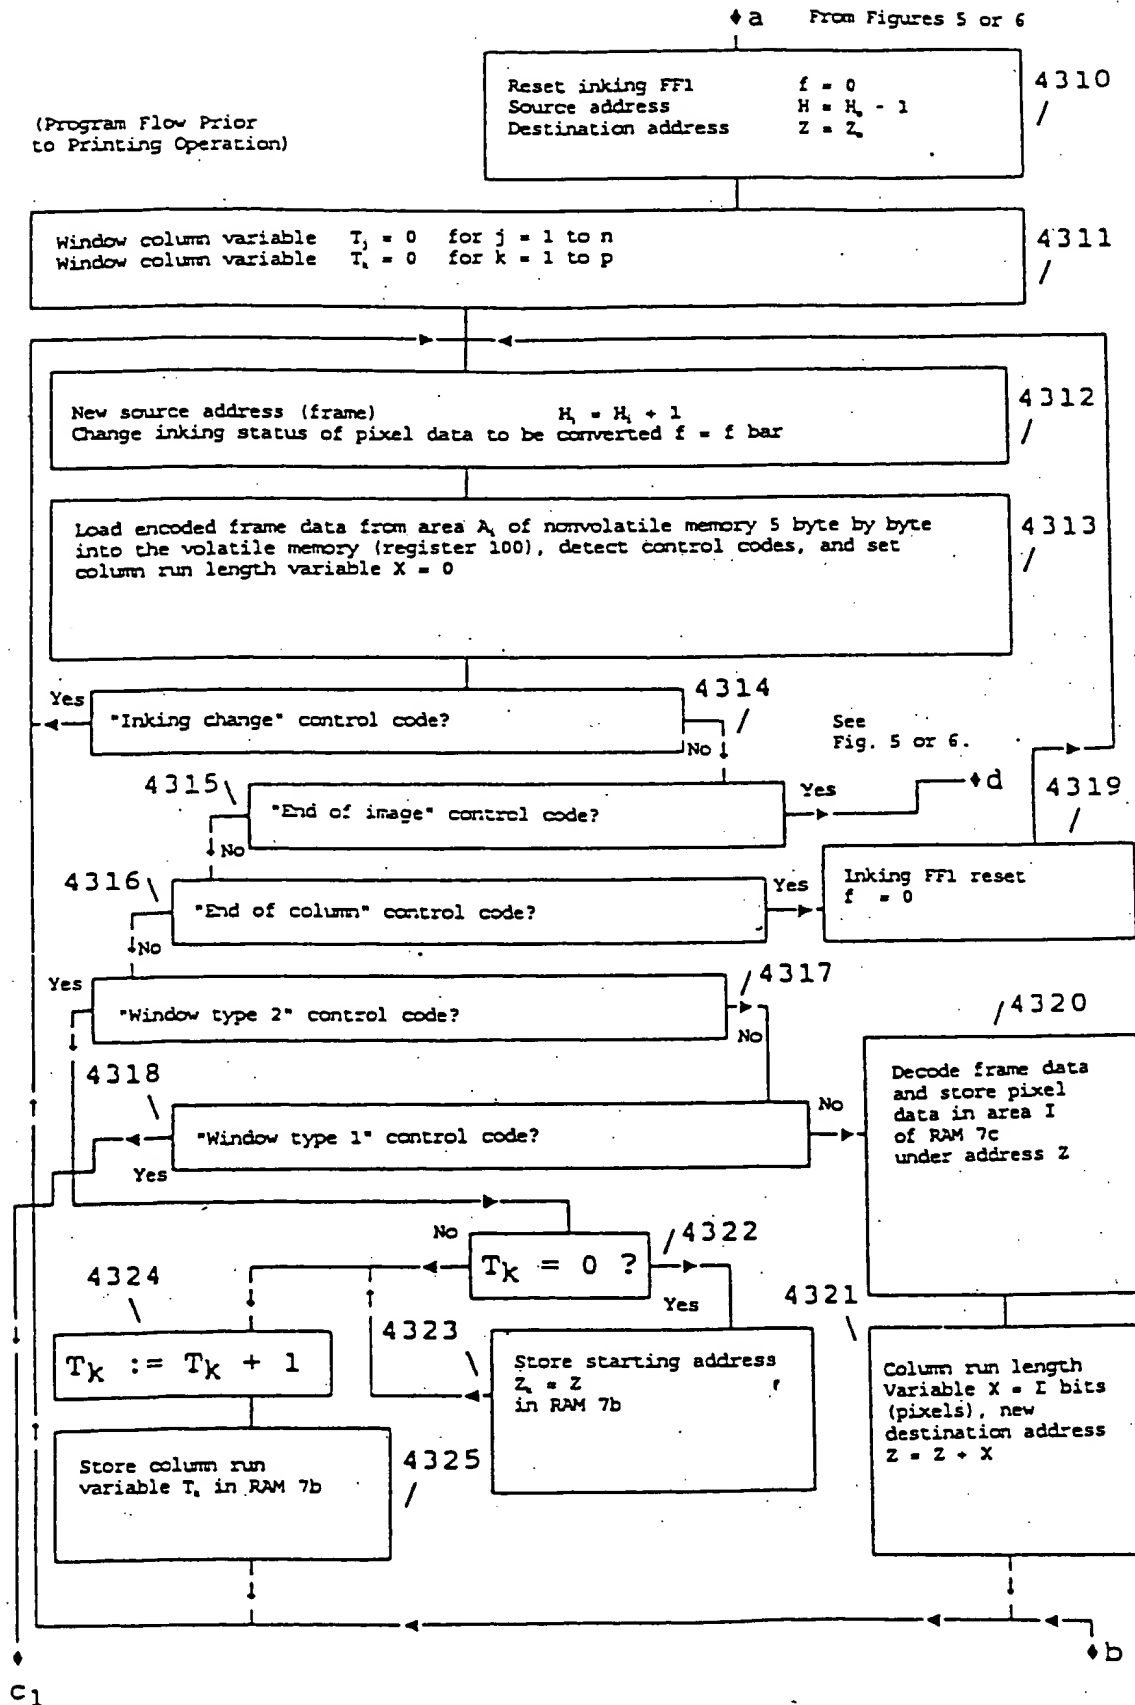 a From Figures 5 or 6
Reset inking FF1 f = 0
Source address H = H₀ - 1
Destination address Z = Z₀
4310
(Program Flow Prior
to Printing Operation)
Window column variable Tⱼ = 0 for j = 1 to n
Window column variable Tₖ = 0 for k = 1 to p
4311
New source address (frame) Hᵢ = Hᵢ + 1
Change inking status of pixel data to be converted f = f bar
4312
Load encoded frame data from area Aᵢ of nonvolatile memory 5 byte by byte
into the volatile memory (register 100), detect control codes, and set
column run length variable X = 0
4313
Yes
"Inking change" control code?
4314
No
See
Fig. 5 or 6.
4315
"End of image" control code?
Yes
d
4319
No
4316
"End of column" control code?
Yes
Inking FF1 reset
f = 0
No
Yes
"Window type 2" control code?
4317
No
4320
4318
"Window type 1" control code?
No
Yes
Decode frame data
and store pixel
data in area I
of RAM 7c
under address Z
No
Tk = 0 ?
4322
Yes
4324
Tk := Tk + 1
4323
Store starting address
Zₖ = Z
in RAM 7b
4321
Column run length
Variable X = Σ bits
(pixels), new
destination address
Z = Z + X
Store column run
variable Tₖ in RAM 7b
4325
b
c1